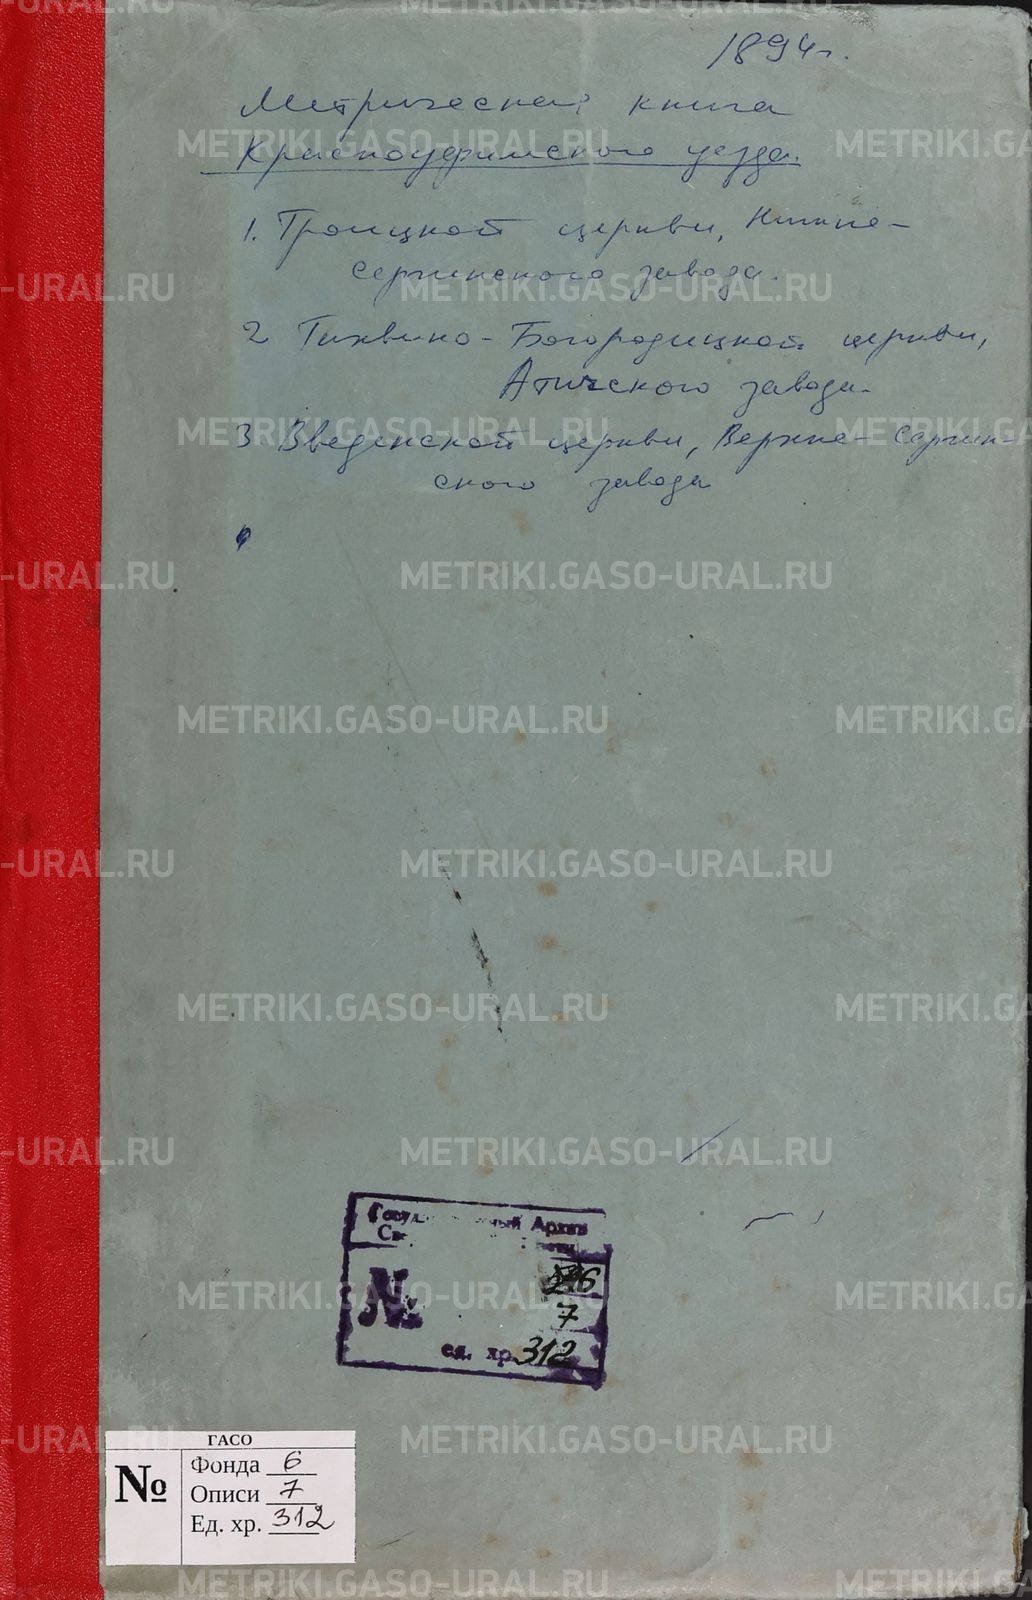 1894г.
Метрическая книга
Красноуфимского уезда.
1. Троицкой церкви, Нижне-
сергинского завода.
2 Тихвино-Богородицкой церкви,
Атигского завода.
3. Введенской церкви, Верхне-Сергин-
ского завода
ый Архив
№
7
ед. хр. 312
ГАСО
№
Фонда 6
Описи 7
Ед. хр. 312
METRIKI.GASO-URAL.RU